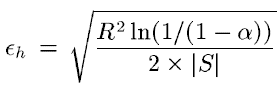 ϵ_h = √(R² ln(1/(1 − α)) / (2 × |S|))